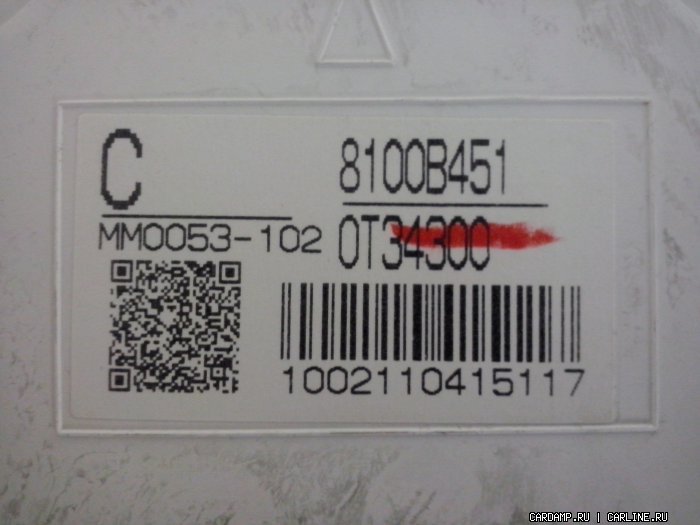 C
8100B451
MM0053-102
0T34300
1002110415117
CARDAMP.RU | CARLINE.RU